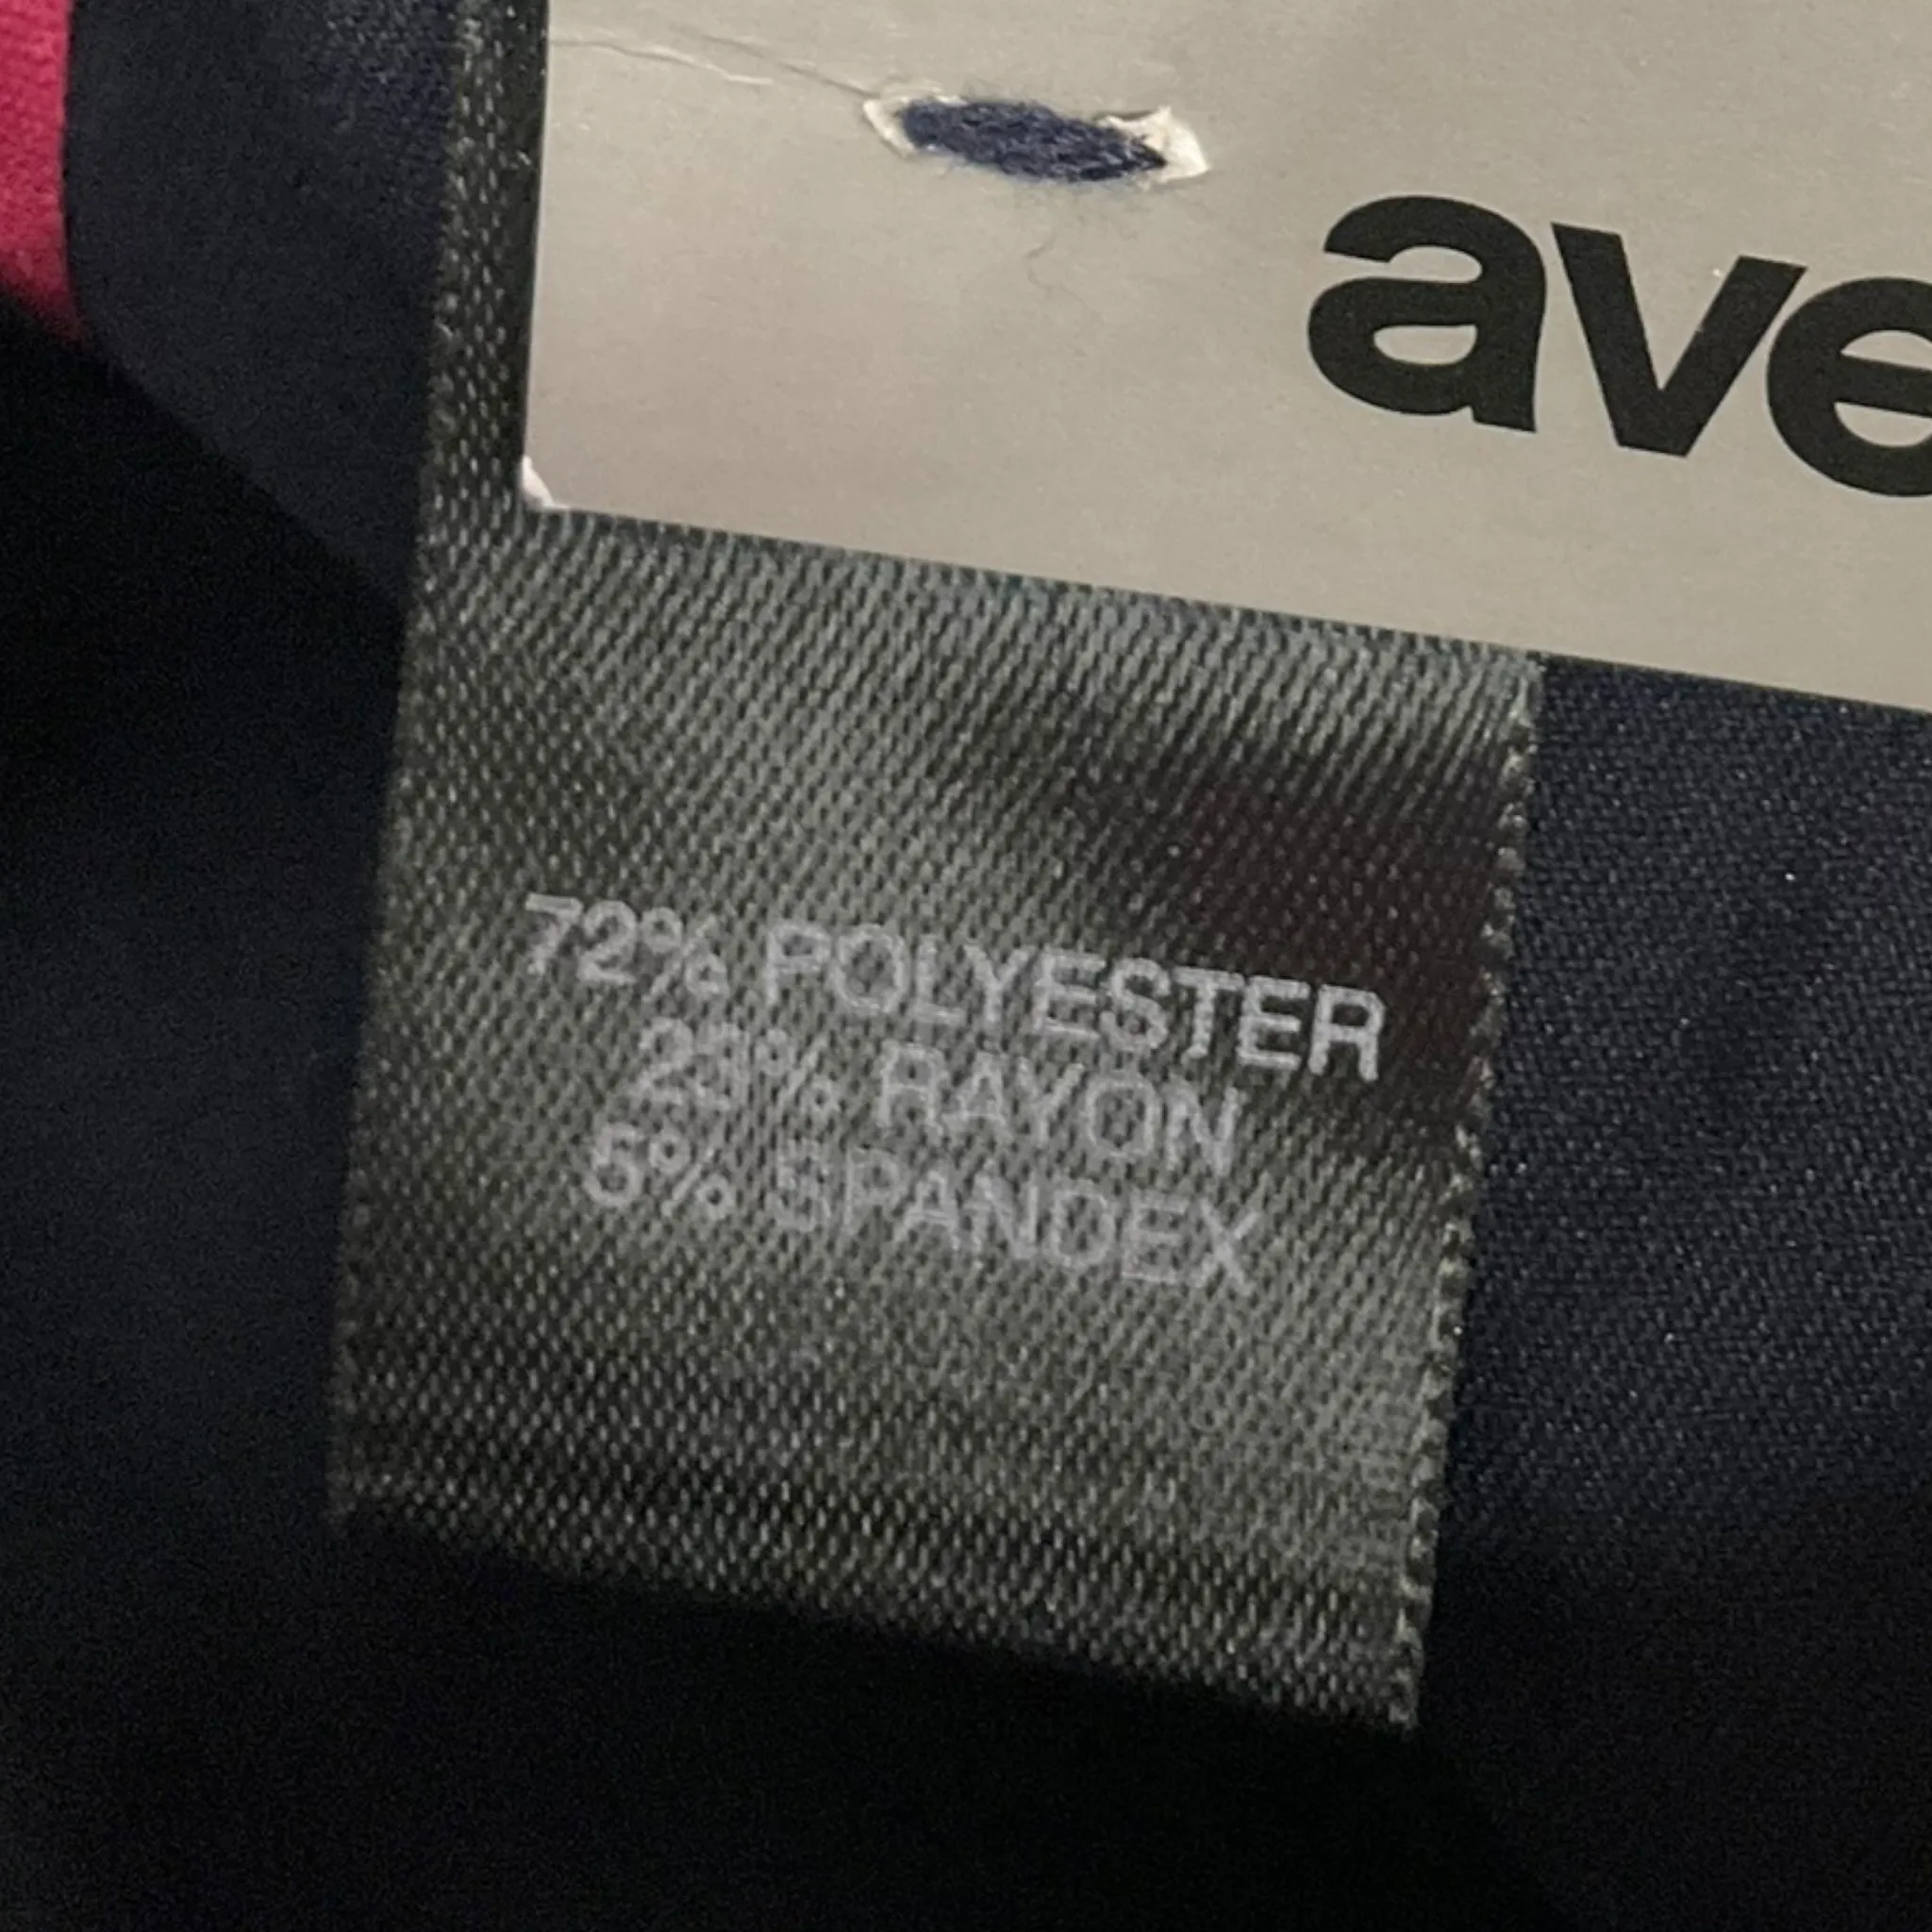 ave
72% POLYESTER
23% RAYON
5% SPANDEX